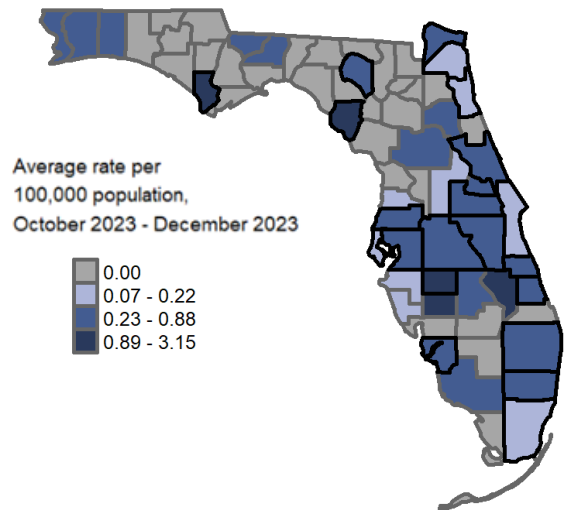 Average rate per
100,000 population,
October 2023 - December 2023
0.00
0.07 - 0.22
0.23 - 0.88
0.89 - 3.15